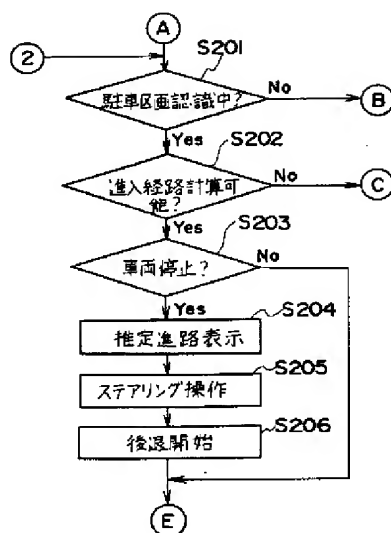 A
2
S201
駐車区画認識中?
No
B
Yes
S202
進入経路計算可
能?
No
C
Yes
S203
車両停止?
No
Yes
S204
推定進路表示
S205
ステアリング操作
S206
後退開始
E